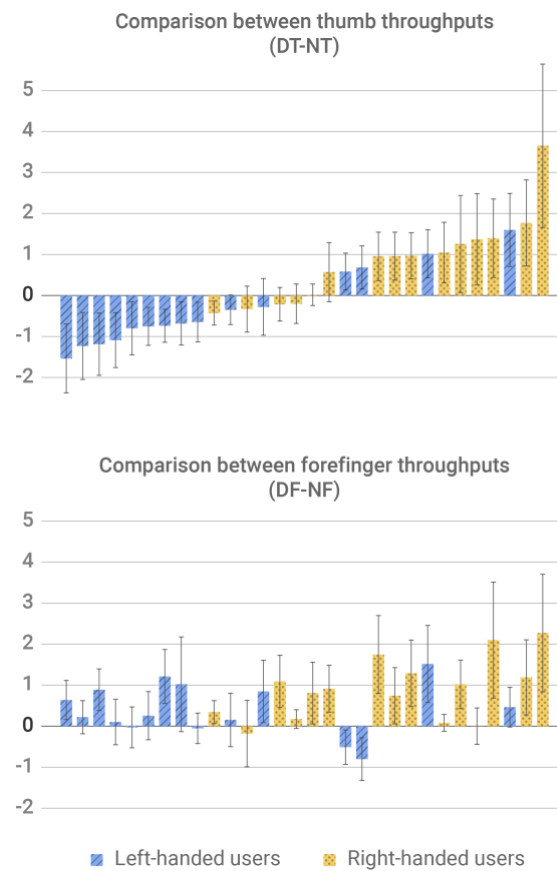 Comparison between thumb throughputs
(DT-NT)
5
4
3
2
1
0
-1
-2
Comparison between forefinger throughputs
(DF-NF)
5
4
3
2
1
0
-1
-2
Left-handed users
Right-handed users